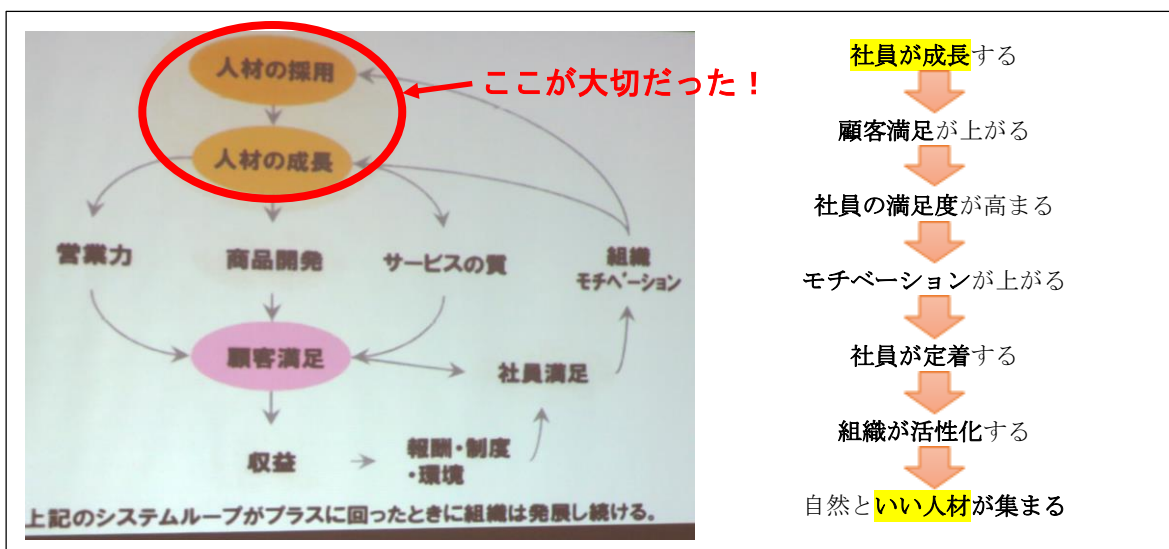 人材の採用
ここが大切だった！
人材の成長
営業力
商品開発
サービスの質
組織
モチベーション
顧客満足
社員満足
収益
報酬・制度
・環境
上記のシステムループがプラスに回ったときに組織は発展し続ける。
社員が成長する
顧客満足が上がる
社員の満足度が高まる
モチベーションが上がる
社員が定着する
組織が活性化する
自然といい人材が集まる